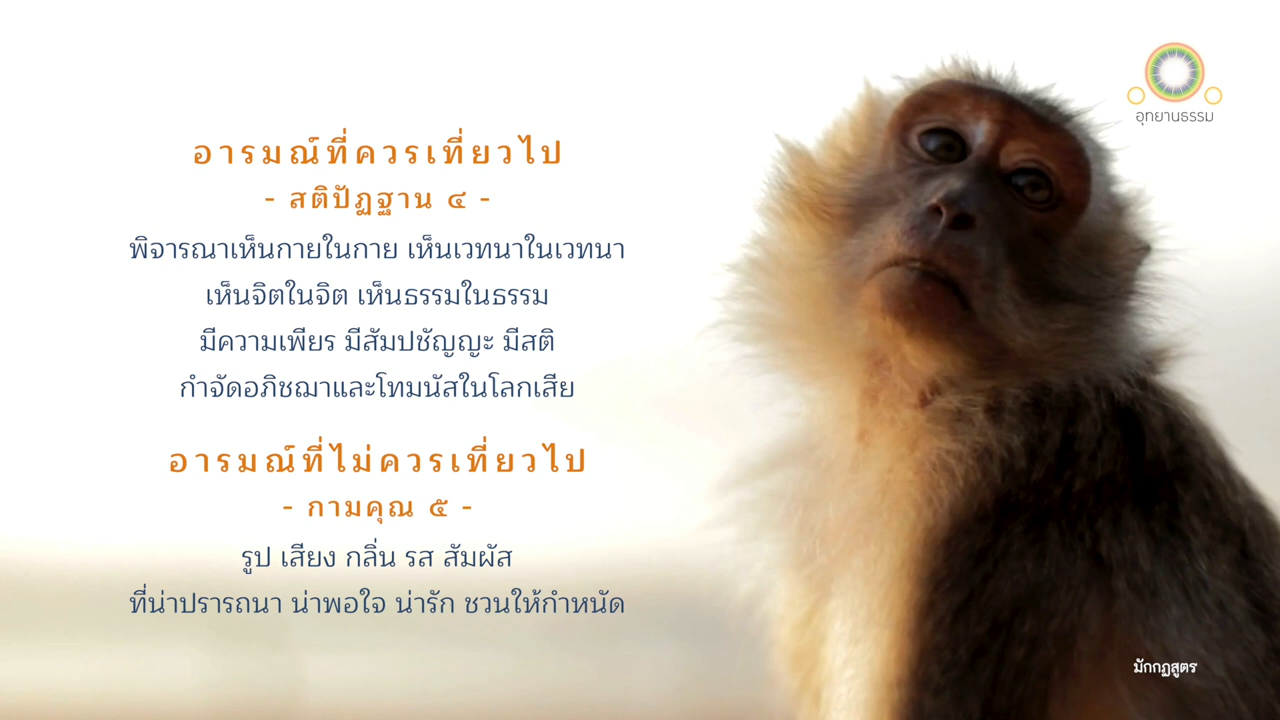 อุทยานธรรม
อารมณ์ที่ควรเที่ยวไป
- สติปัฏฐาน ๔ -
พิจารณาเห็นกายในกาย เห็นเวทนาในเวทนา
เห็นจิตในจิต เห็นธรรมในธรรม
มีความเพียร มีสัมปชัญญะ มีสติ
กำจัดอภิชฌาและโทมนัสในโลกเสีย
อารมณ์ที่ไม่ควรเที่ยวไป
- กามคุณ ๕ -
รูป เสียง กลิ่น รส สัมผัส
ที่น่าปรารถนา น่าพอใจ น่ารัก ชวนให้กำหนัด
มักกฏสูตร